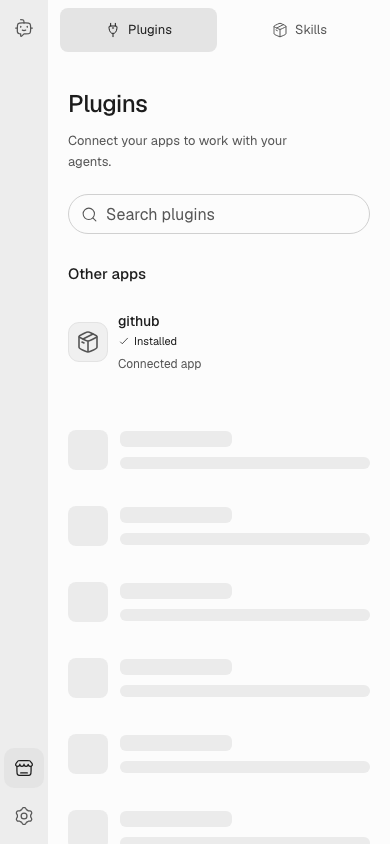 Plugins
Skills
Plugins
Connect your apps to work with your
agents.
Search plugins
Other apps
github
Installed
Connected app